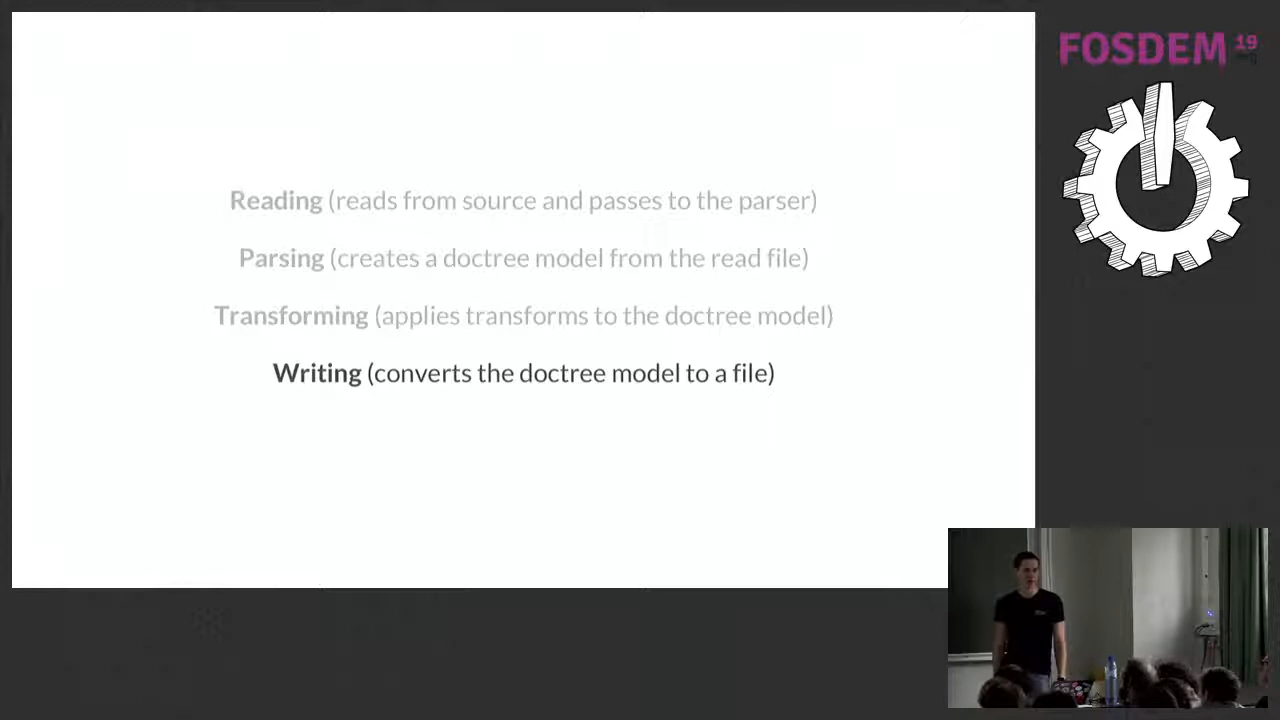 FOSDEM 19
Reading (reads from source and passes to the parser)
Parsing (creates a doctree model from the read file)
Transforming (applies transforms to the doctree model)
Writing (converts the doctree model to a file)